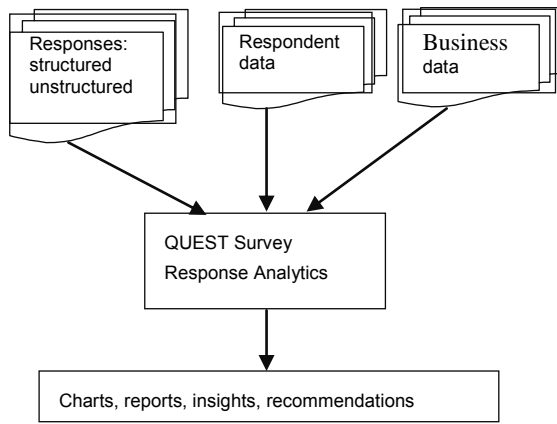 Responses:
structured
unstructured
Respondent
data
Business
data
QUEST Survey
Response Analytics
Charts, reports, insights, recommendations